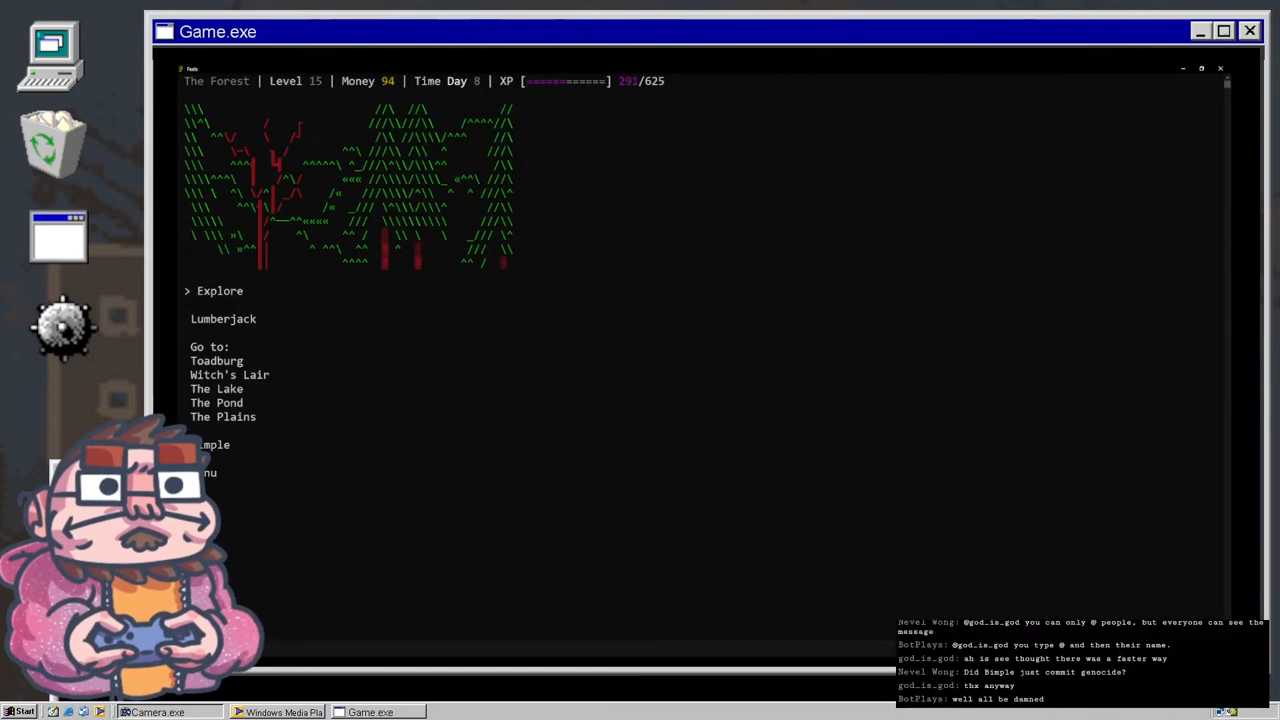 Game.exe
Feels
The Forest | Level 15 | Money 94 | Time Day 8 | XP [============] 291/625
> Explore
Lumberjack
Go to:
Toadburg
Witch's Lair
The Lake
The Pond
The Plains
imple
nu
Nevel Wong: @god_is_god you can only @ people, but everyone can see the
message
BotPlays: @god_is_god you type @ and then their name.
god_is_god: ah is see thought there was a faster way
Nevel Wong: Did Bimple just commit genocide?
god_is_god: thx anyway
BotPlays: well all be damned
Start
Camera.exe
Windows Media Pla
Game.exe